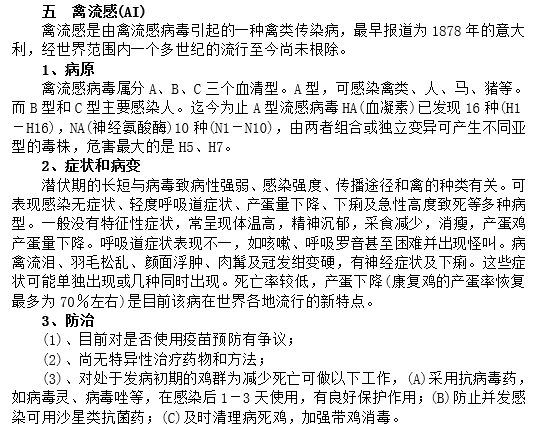 五　禽流感(AI)
禽流感是由禽流感病毒引起的一种禽类传染病，最早报道为1878年的意大
利，经世界范围内一个多世纪的流行至今尚未根除。
1、病原
禽流感病毒属分A、B、C三个血清型。A型，可感染禽类、人、马、猪等。
而B型和C型主要感染人。迄今为止A型流感病毒HA(血凝素)已发现16种(H1
－H16)，NA(神经氨酸酶)10种(N1－N10)，由两者组合或独立变异可产生不同亚
型的毒株，危害最大的是H5、H7。
2、症状和病变
潜伏期的长短与病毒致病性强弱、感染强度、传播途径和禽的种类有关。可
表现感染无症状、轻度呼吸道症状、产蛋量下降、下痢及急性高度致死等多种病
型。一般没有特征性症状，常呈现体温高，精神沉郁，采食减少，消瘦，产蛋鸡
产蛋量下降。呼吸道症状表现不一，如咳嗽、呼吸罗音甚至困难并出现怪叫。病
禽流泪、羽毛松乱、颜面浮肿、肉髯及冠发绀变硬，有神经症状及下痢。这些症
状可能单独出现或几种同时出现。死亡率较低，产蛋下降(康复鸡的产蛋率恢复
最多为70％左右)是目前该病在世界各地流行的新特点。
3、防治
(1)、目前对是否使用疫苗预防有争议；
(2)、尚无特异性治疗药物和方法；
(3)、对处于发病初期的鸡群为减少死亡可做以下工作，(A)采用抗病毒药，
如病毒灵、病毒唑等，在感染后1－3天使用，有良好保护作用；(B)防止并发感
染可用沙星类抗菌药；(C)及时清理病死鸡，加强带鸡消毒。